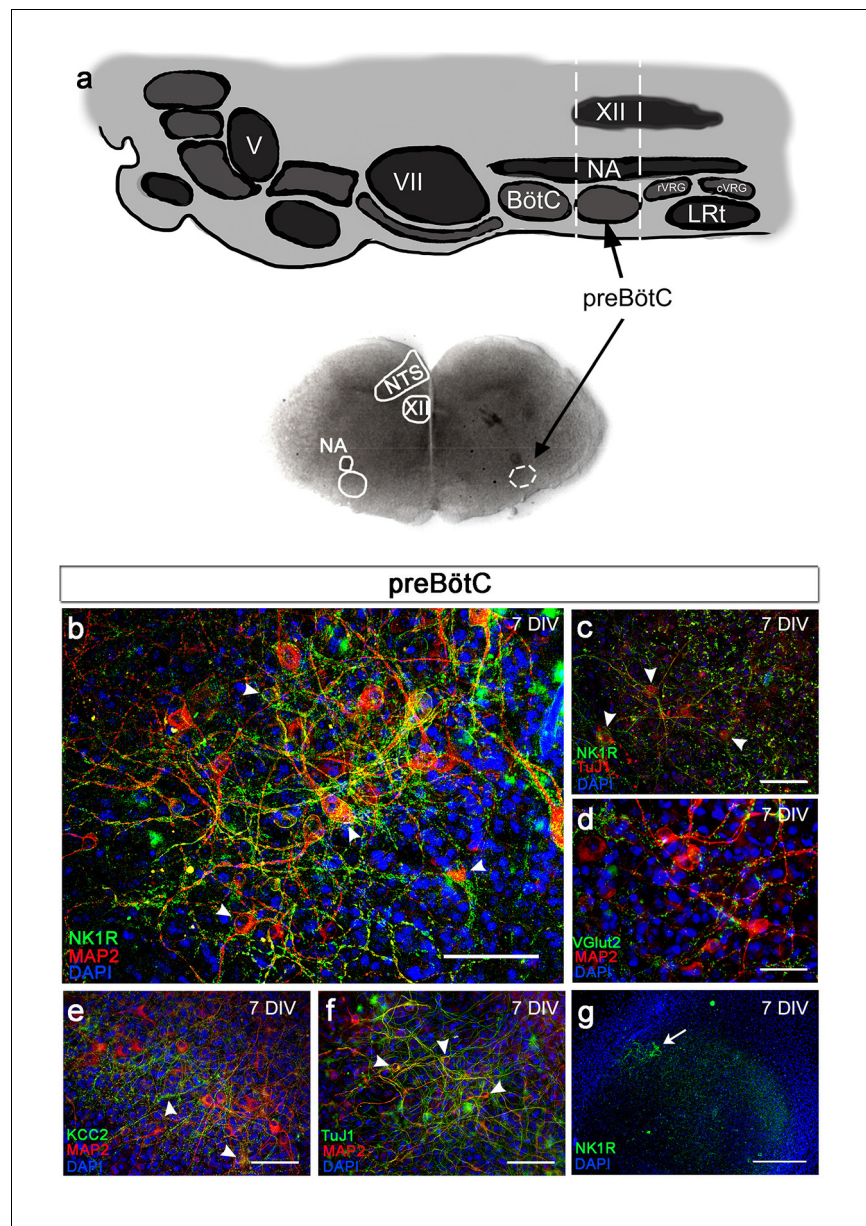 a
XII
V
NA
VII
rVRG
cVRG
BötC
LRt
preBötC
NTS
XII
NA
preBötC
b
7 DIV
NK1R
MAP2
DAPI
c
7 DIV
NK1R
TuJ1
DAPI
d
7 DIV
VGlut2
MAP2
DAPI
e
7 DIV
KCC2
MAP2
DAPI
f
7 DIV
TuJ1
MAP2
DAPI
g
7 DIV
NK1R
DAPI